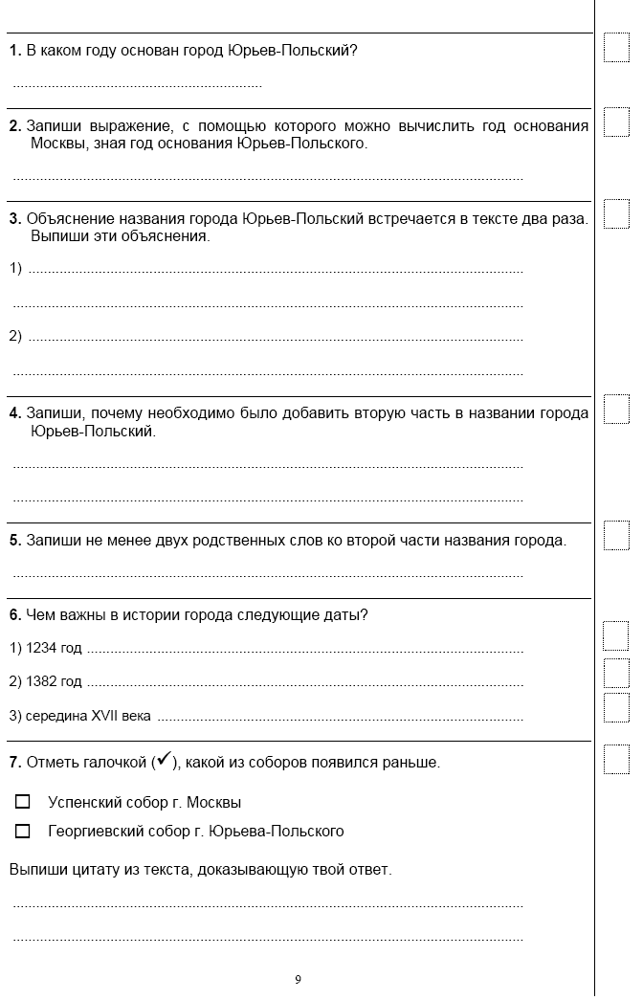 1. В каком году основан город Юрьев-Польский?
................................................................
2. Запиши выражение, с помощью которого можно вычислить год основания
Москвы, зная год основания Юрьев-Польского.
....................................................................................................................................
3. Объяснение названия города Юрьев-Польский встречается в тексте два раза.
Выпиши эти объяснения.
1) ................................................................................................................................
....................................................................................................................................
2) ................................................................................................................................
....................................................................................................................................
4. Запиши, почему необходимо было добавить вторую часть в названии города
Юрьев-Польский.
....................................................................................................................................
....................................................................................................................................
5. Запиши не менее двух родственных слов ко второй части названия города.
....................................................................................................................................
6. Чем важны в истории города следующие даты?
1) 1234 год .................................................................................................................
2) 1382 год .................................................................................................................
3) середина XVII века ...............................................................................................
7. Отметь галочкой (✓), какой из соборов появился раньше.
Успенский собор г. Москвы
Георгиевский собор г. Юрьева-Польского
Выпиши цитату из текста, доказывающую твой ответ.
....................................................................................................................................
....................................................................................................................................
9